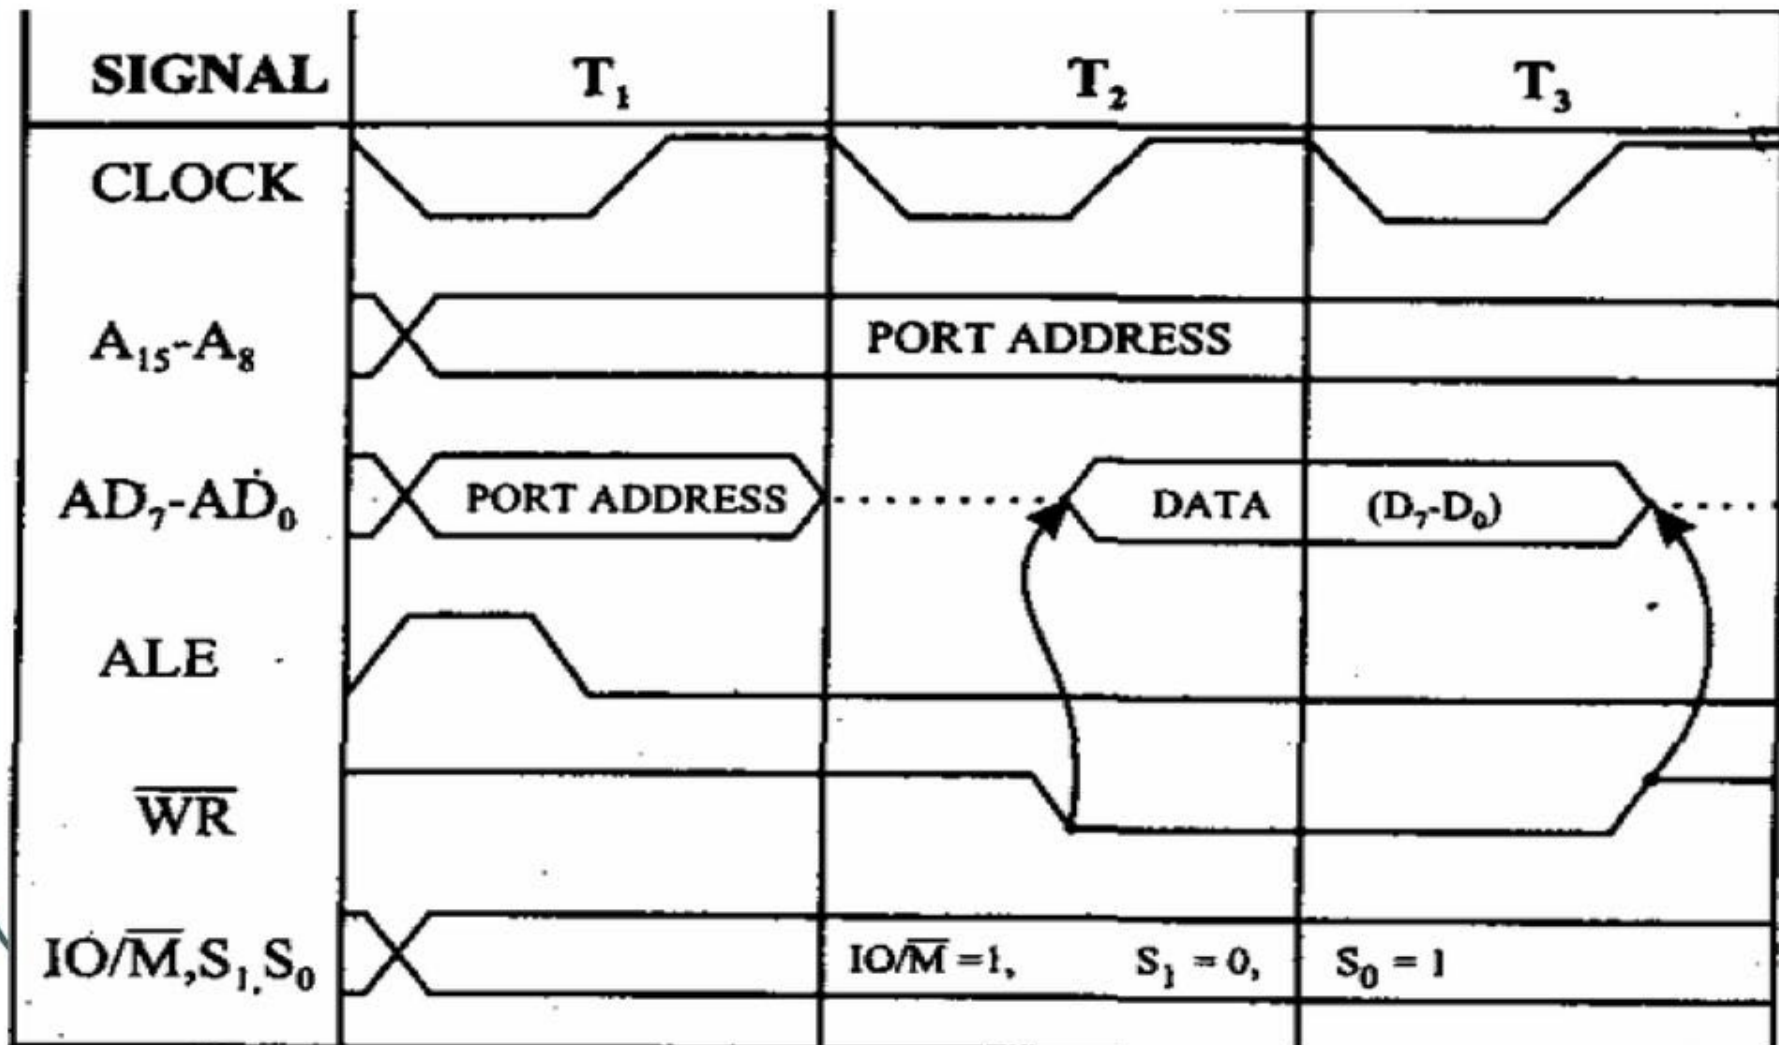 SIGNAL T₁ T₂ T₃
CLOCK
A₁₅-A₈ PORT ADDRESS
AD₇-AD₀ PORT ADDRESS DATA (D₇-D₀)
ALE
W̅R̅
IO/M̅,S₁,S₀ IO/M̅ =1, S₁ = 0, S₀ = 1